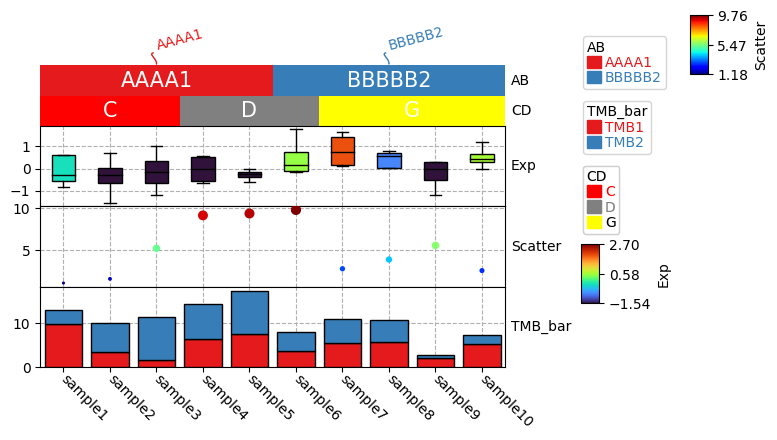 AAAA1
BBBBB2
AAAA1
BBBBB2
AB
C
D
G
CD
1
0
−1
Exp
10
5
Scatter
10
0
TMB_bar
sample1
sample2
sample3
sample4
sample5
sample6
sample7
sample8
sample9
sample10
AB
AAAA1
BBBBB2
TMB_bar
TMB1
TMB2
CD
C
D
G
2.70
0.58
−1.54
Exp
9.76
5.47
1.18
Scatter